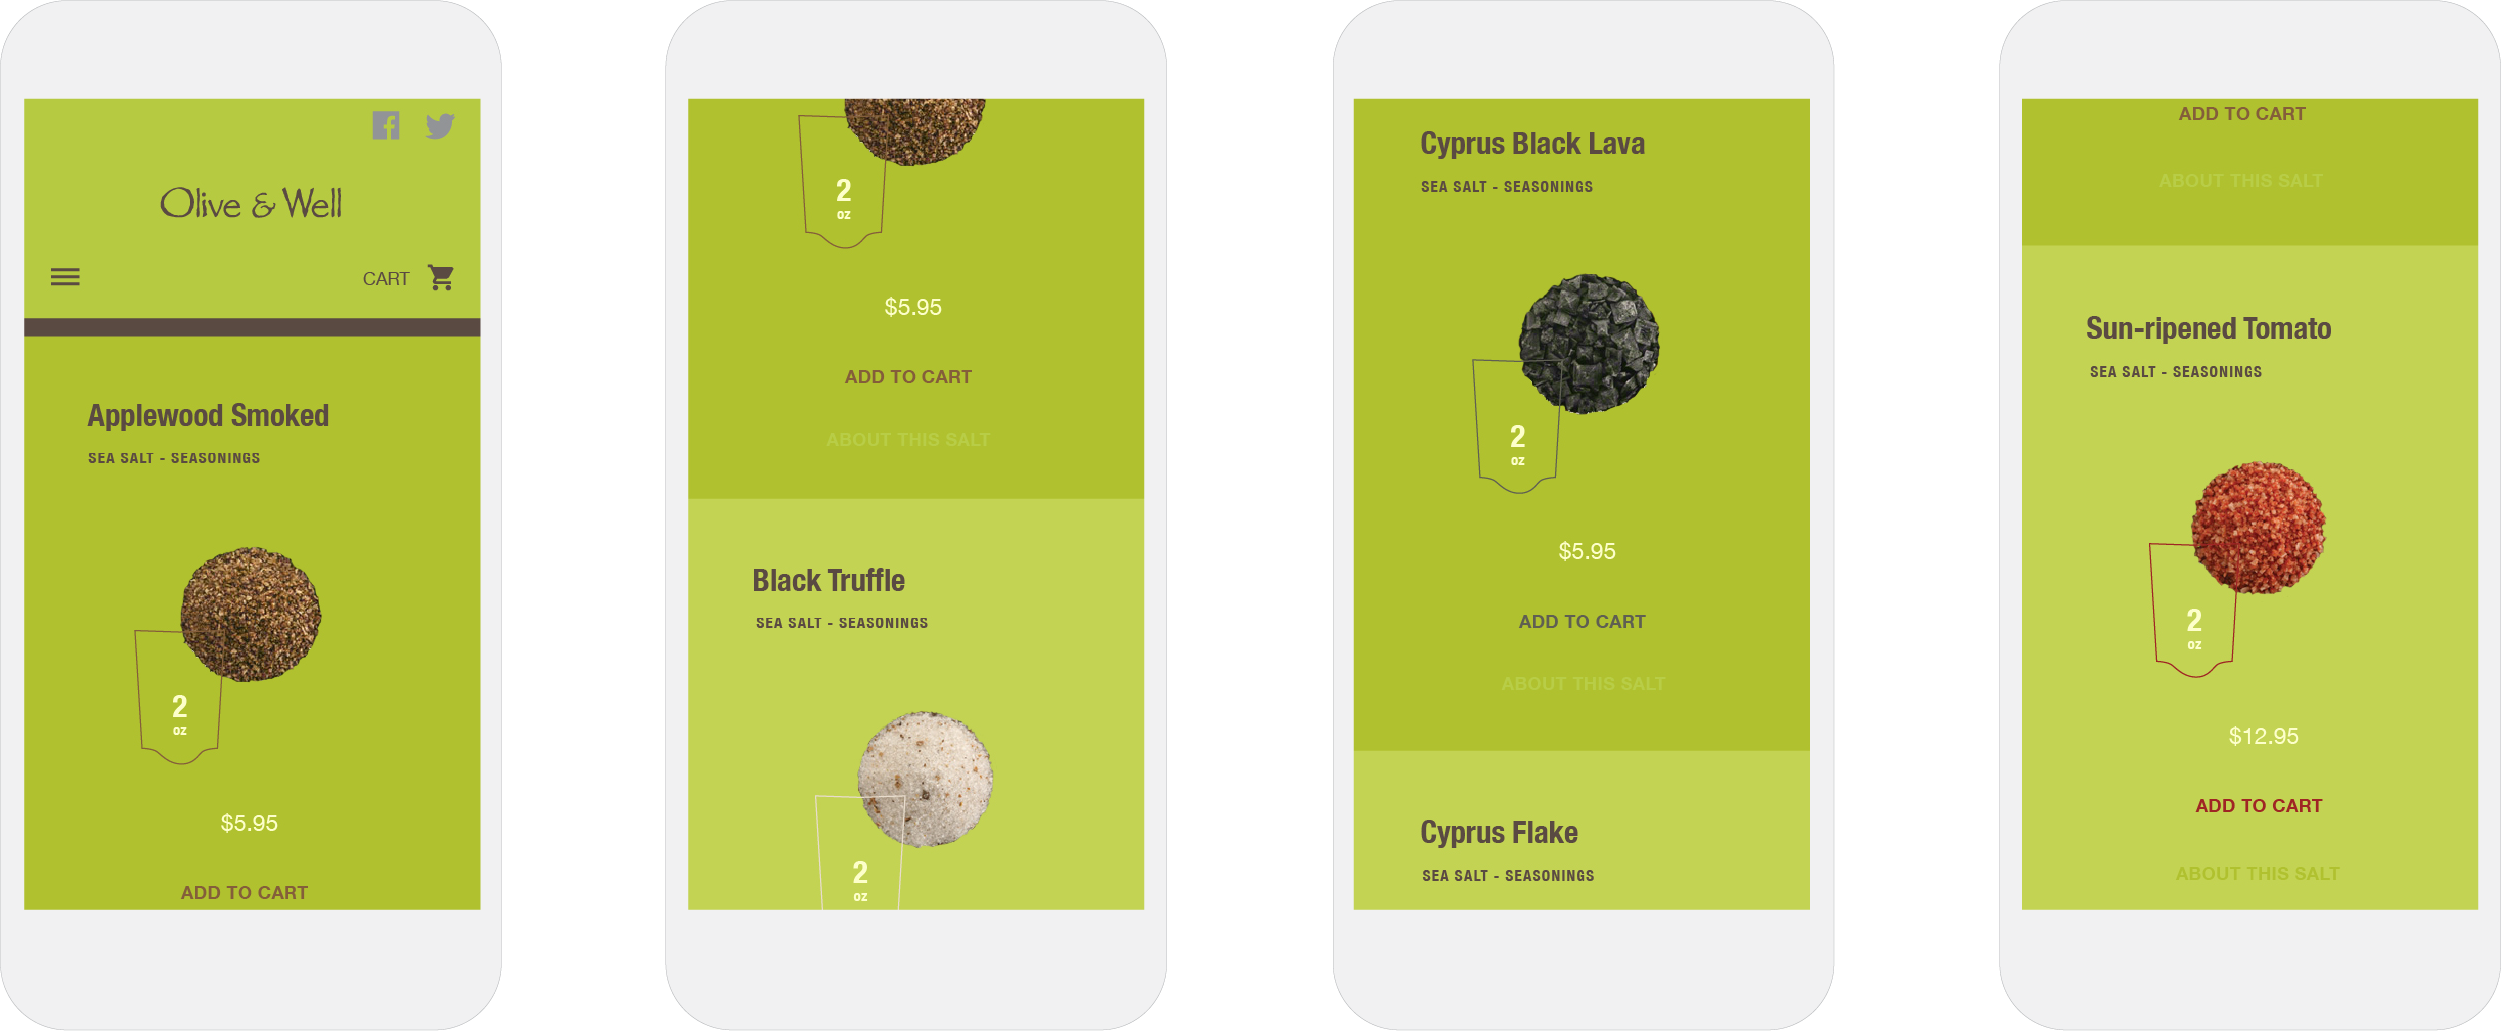 Olive & Well
CART
Applewood Smoked
SEA SALT - SEASONINGS
2
oz
$5.95
ADD TO CART
2
oz
$5.95
ADD TO CART
ABOUT THIS SALT
Black Truffle
SEA SALT - SEASONINGS
2
oz
Cyprus Black Lava
SEA SALT - SEASONINGS
2
oz
$5.95
ADD TO CART
ABOUT THIS SALT
Cyprus Flake
SEA SALT - SEASONINGS
ADD TO CART
ABOUT THIS SALT
Sun-ripened Tomato
SEA SALT - SEASONINGS
2
oz
$12.95
ADD TO CART
ABOUT THIS SALT